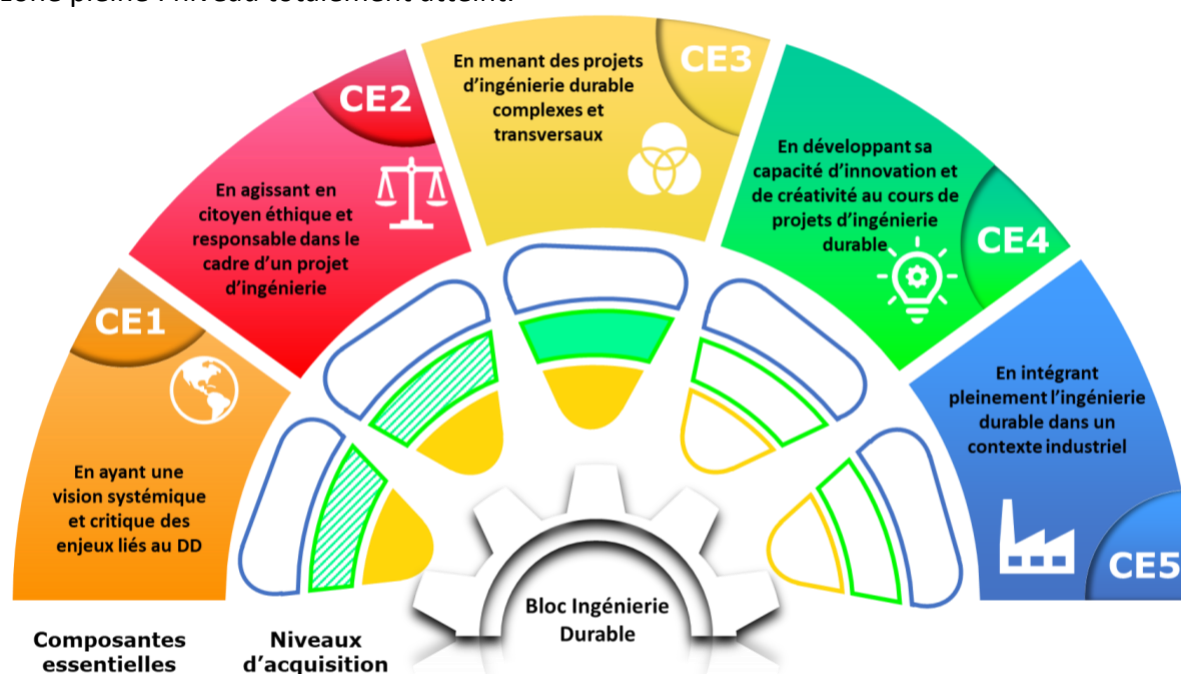 zone pleine : niveau totalement atteint.
CE1
En ayant une
vision systémique
et critique des
enjeux liés au DD
CE2
En agissant en
citoyen éthique et
responsable dans le
cadre d’un projet
d’ingénierie
CE3
En menant des projets
d’ingénierie durable
complexes et
transversaux
CE4
En développant sa
capacité d’innovation et
de créativité au cours de
projets d’ingénierie
durable
CE5
En intégrant
pleinement l’ingénierie
durable dans un
contexte industriel
Bloc Ingénierie
Durable
Composantes
essentielles
Niveaux
d’acquisition